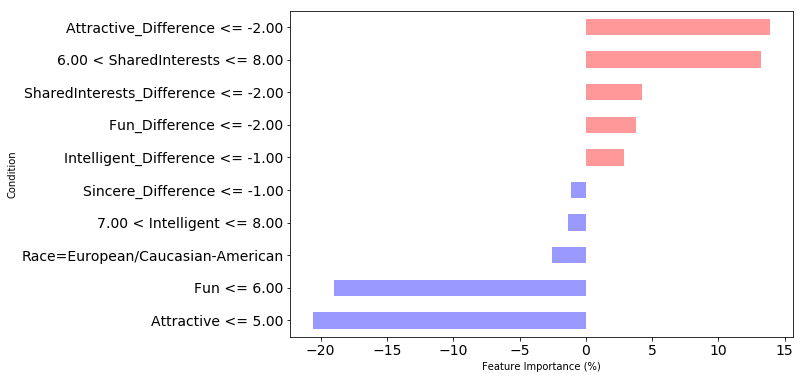 Attractive_Difference <= -2.00
6.00 < SharedInterests <= 8.00
SharedInterests_Difference <= -2.00
Fun_Difference <= -2.00
Intelligent_Difference <= -1.00
Sincere_Difference <= -1.00
7.00 < Intelligent <= 8.00
Race=European/Caucasian-American
Fun <= 6.00
Attractive <= 5.00
Condition
−20 −15 −10 −5 0 5 10 15
Feature Importance (%)